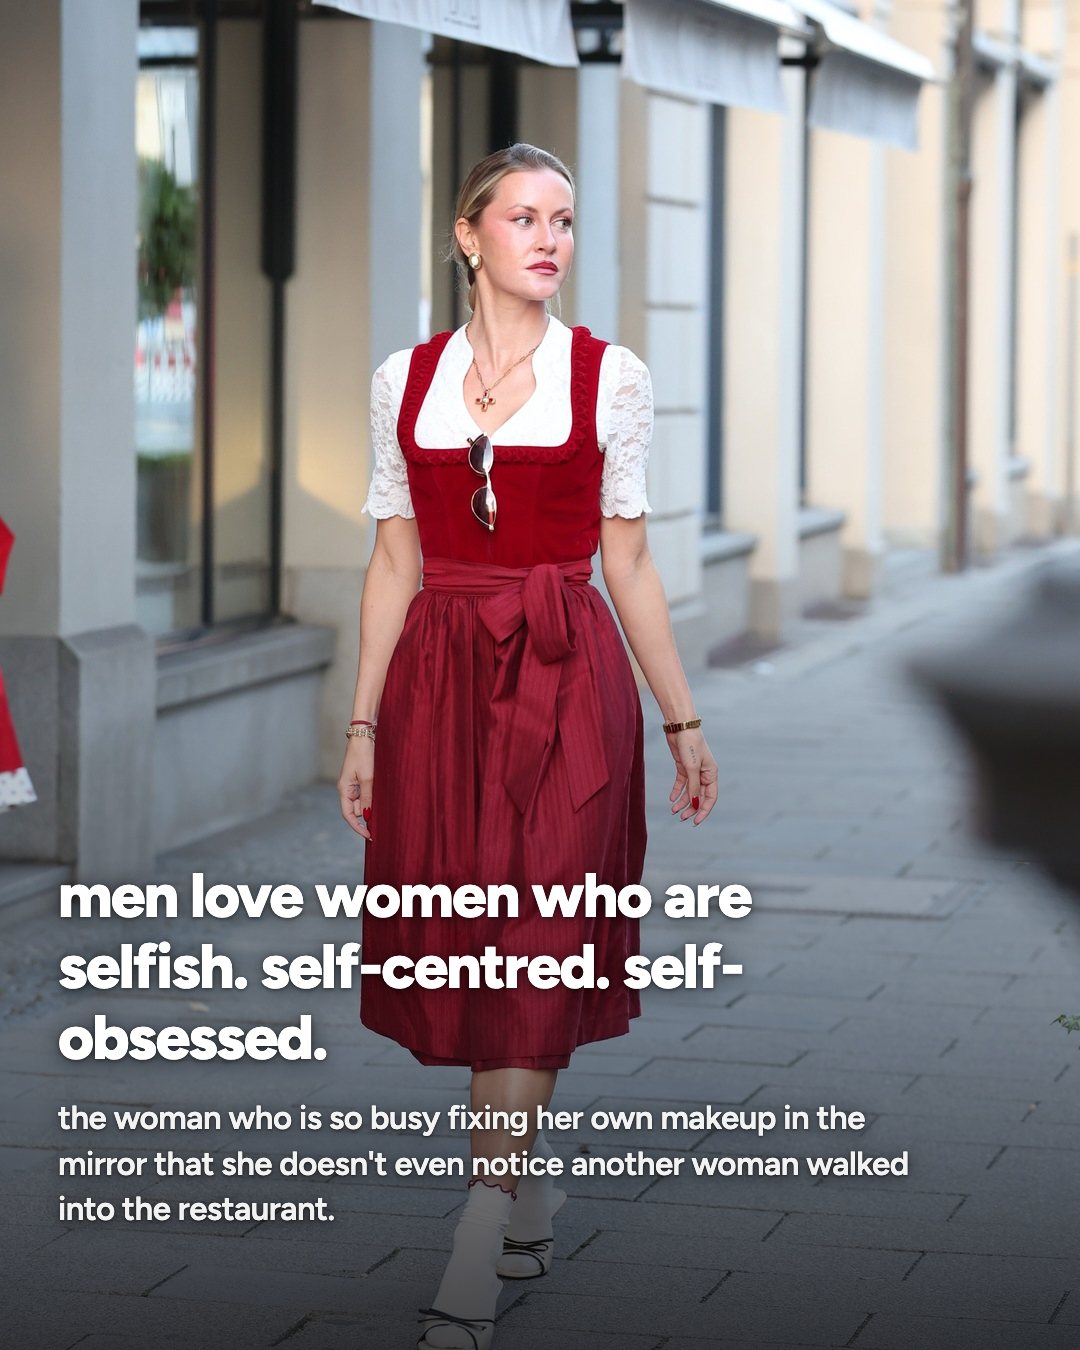 men love women who are
selfish. self-centred. self-
obsessed.
the woman who is so busy fixing her own makeup in the
mirror that she doesn't even notice another woman walked
into the restaurant.